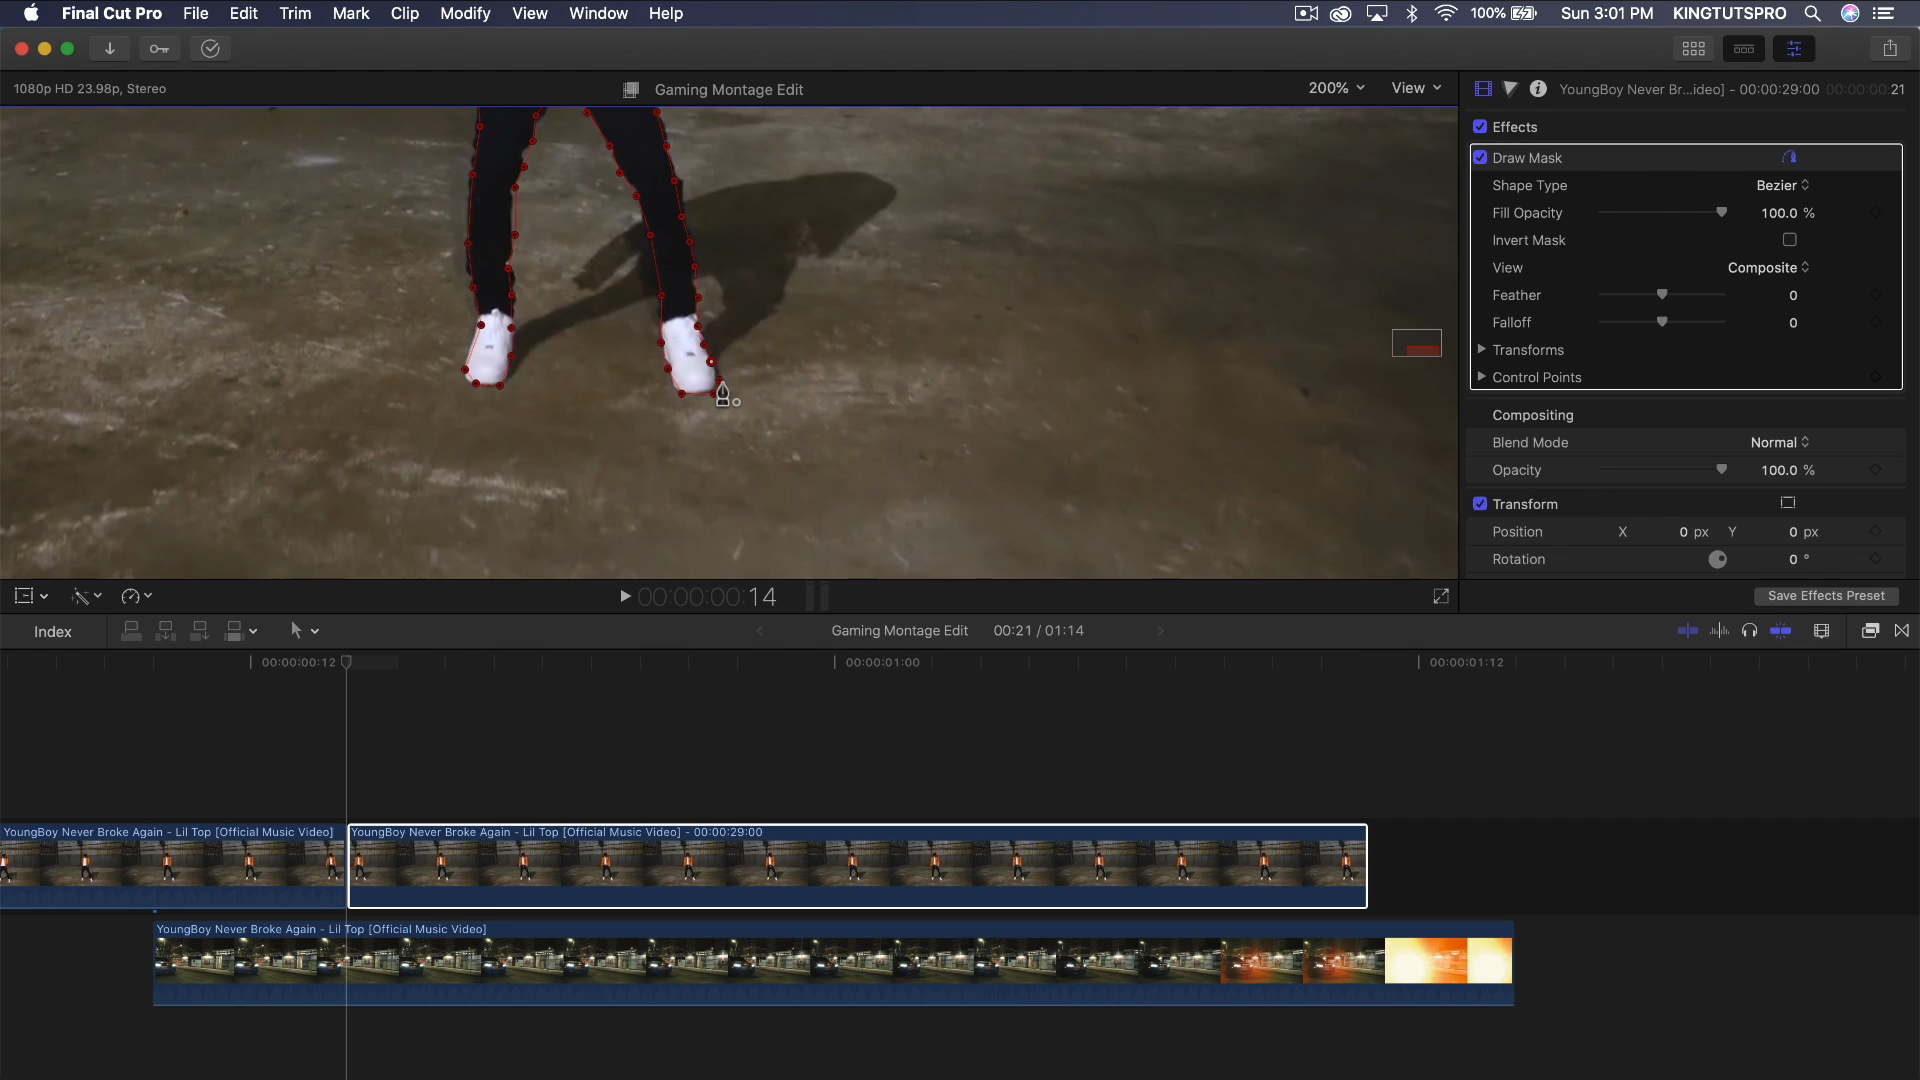 Final Cut Pro File Edit Trim Mark Clip Modify View Window Help 100% Sun 3:01 PM KINGTUTSPRO
1080p HD 23.98p, Stereo Gaming Montage Edit 200% View YoungBoy Never Br...ideo] - 00:00:29:00 00:00:00:21
Effects
Draw Mask
Shape Type Bezier
Fill Opacity 100.0 %
Invert Mask
View Composite
Feather 0
Falloff 0
Transforms
Control Points
Compositing
Blend Mode Normal
Opacity 100.0 %
Transform
Position X 0 px Y 0 px
Rotation 0 °
00:00:00:14 Save Effects Preset
Index Gaming Montage Edit 00:21 / 01:14
00:00:00:12 00:00:01:00 00:00:01:12
YoungBoy Never Broke Again - Lil Top [Official Music Video] YoungBoy Never Broke Again - Lil Top [Official Music Video] - 00:00:29:00
YoungBoy Never Broke Again - Lil Top [Official Music Video]